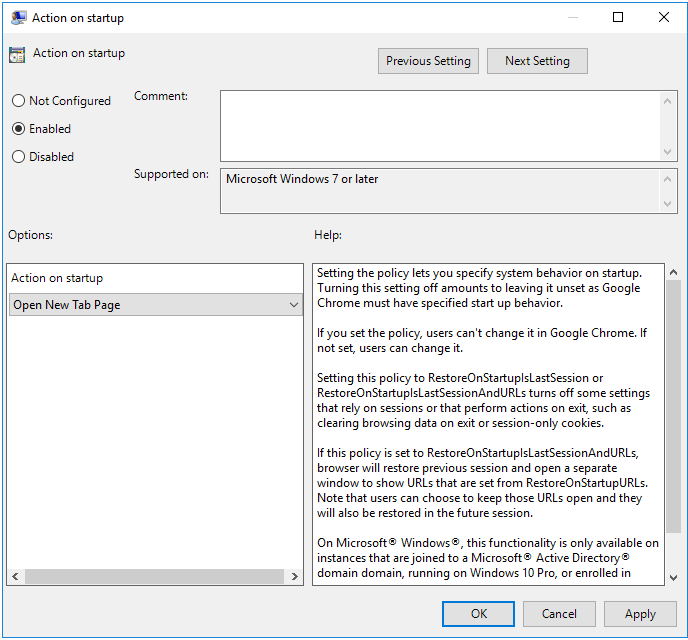 Action on startup
Action on startup
Previous Setting
Next Setting
Not Configured
Enabled
Disabled
Comment:
Supported on:
Microsoft Windows 7 or later
Options:
Help:
Action on startup
Open New Tab Page
Setting the policy lets you specify system behavior on startup.
Turning this setting off amounts to leaving it unset as Google
Chrome must have specified start up behavior.
If you set the policy, users can't change it in Google Chrome. If
not set, users can change it.
Setting this policy to RestoreOnStartupIsLastSession or
RestoreOnStartupIsLastSessionAndURLs turns off some settings
that rely on sessions or that perform actions on exit, such as
clearing browsing data on exit or session-only cookies.
If this policy is set to RestoreOnStartupIsLastSessionAndURLs,
browser will restore previous session and open a separate
window to show URLs that are set from RestoreOnStartupURLs.
Note that users can choose to keep those URLs open and they
will also be restored in the future session.
On Microsoft® Windows®, this functionality is only available on
instances that are joined to a Microsoft® Active Directory®
domain domain, running on Windows 10 Pro, or enrolled in
OK
Cancel
Apply